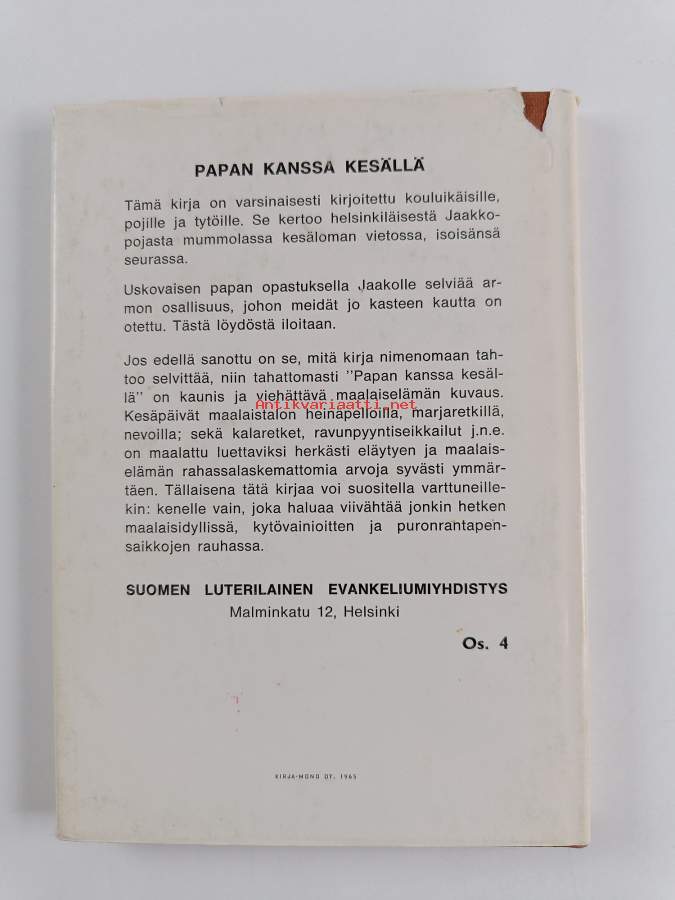 PAPAN KANSSA KESÄLLÄ
Tämä kirja on varsinaisesti kirjoitettu kouluikäisille,
pojille ja tytöille. Se kertoo helsinkiläisestä Jaakko-
pojasta mummolassa kesäloman vietossa, isoisänsä
seurassa.
Uskovaisen papan opastuksella Jaakolle selviää ar-
mon osallisuus, johon meidät jo kasteen kautta on
otettu. Tästä löydöstä iloitaan.
Jos edellä sanottu on se, mitä kirja nimenomaan tah-
too selvittää, niin tahattomasti "Papan kanssa kesäl-
lä" on kaunis ja viehättävä maalaiselämän kuvaus.
Antikvariaatti.net
Kesäpäivät maalaistalon heinäpelloilla, marjaretkillä,
nevoilla; sekä kalaretket, ravunpyyntiseikkailut j.n.e.
on maalattu luettaviksi herkästi eläytyen ja maalais-
elämän rahassalaskemattomia arvoja syvästi ymmär-
täen. Tällaisena tätä kirjaa voi suositella varttuneille-
kin: kenelle vain, joka haluaa viivähtää jonkin hetken
maalaisidyllissä, kytövainioitten ja puronrantapen-
saikkojen rauhassa.
SUOMEN LUTERILAINEN EVANKELIUMIYHDISTYS
Malminkatu 12, Helsinki
Os. 4
KIRJA-MONO OY. 1965